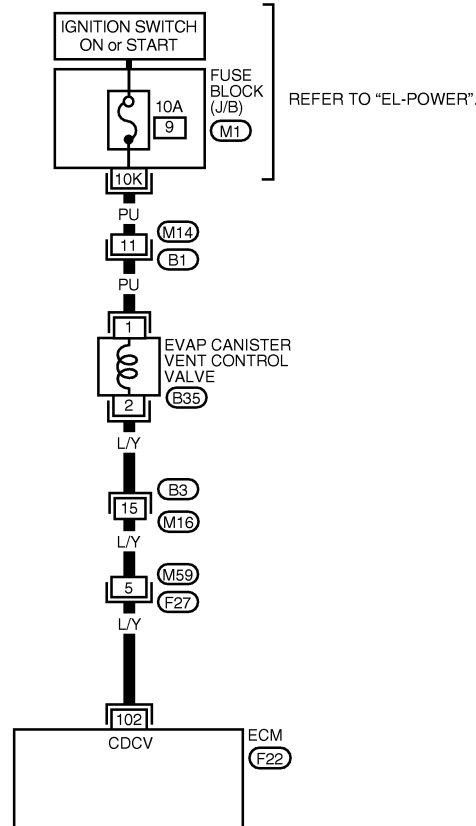 IGNITION SWITCH
ON or START
FUSE
BLOCK
(J/B)
M1
10A
9
REFER TO “EL-POWER”.
10K
PU
11
M14
B1
PU
1
EVAP CANISTER
VENT CONTROL
VALVE
B35
2
L/Y
15
B3
M16
L/Y
5
M59
F27
L/Y
102
CDCV
ECM
F22